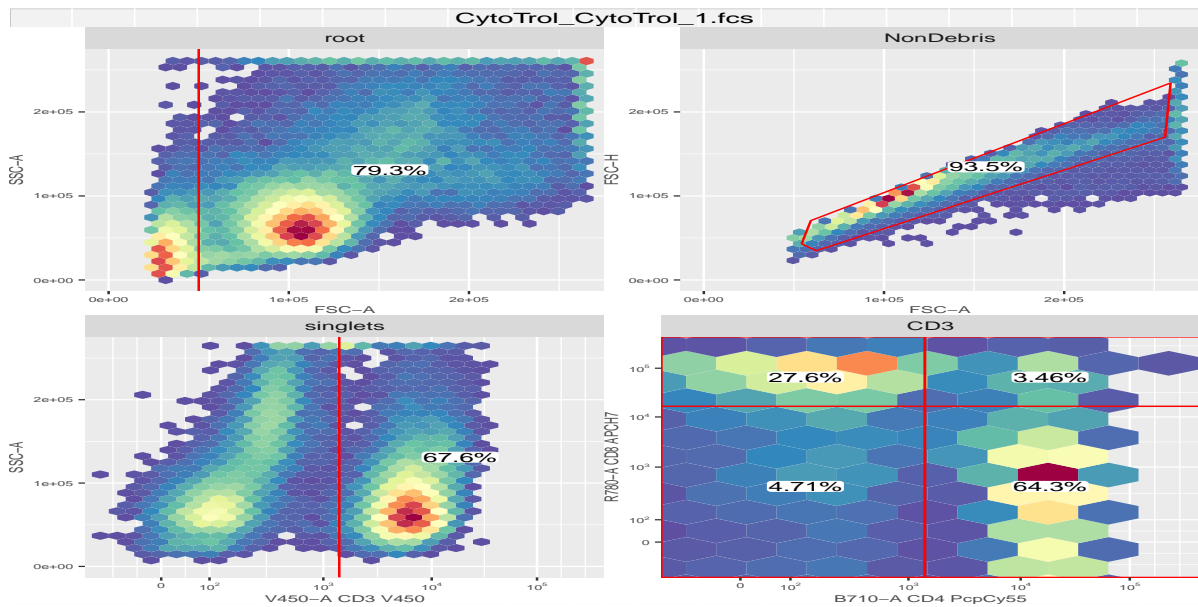 CytoTrol_CytoTrol_1.fcs
root
SSC-A
2e+05
1e+05
0e+00
79.3%
0e+00 1e+05 2e+05
FSC-A
NonDebris
FSC-H
2e+05
1e+05
0e+00
93.5%
0e+00 1e+05 2e+05
FSC-A
singlets
SSC-A
2e+05
1e+05
0e+00
67.6%
0 10² 10³ 10⁴ 10⁵
V450-A CD3 V450
CD3
R780-A CD8 APCH7
10⁵
10⁴
10³
10²
0
27.6% 3.46%
4.71% 64.3%
0 10² 10³ 10⁴ 10⁵
B710-A CD4 PcpCy55